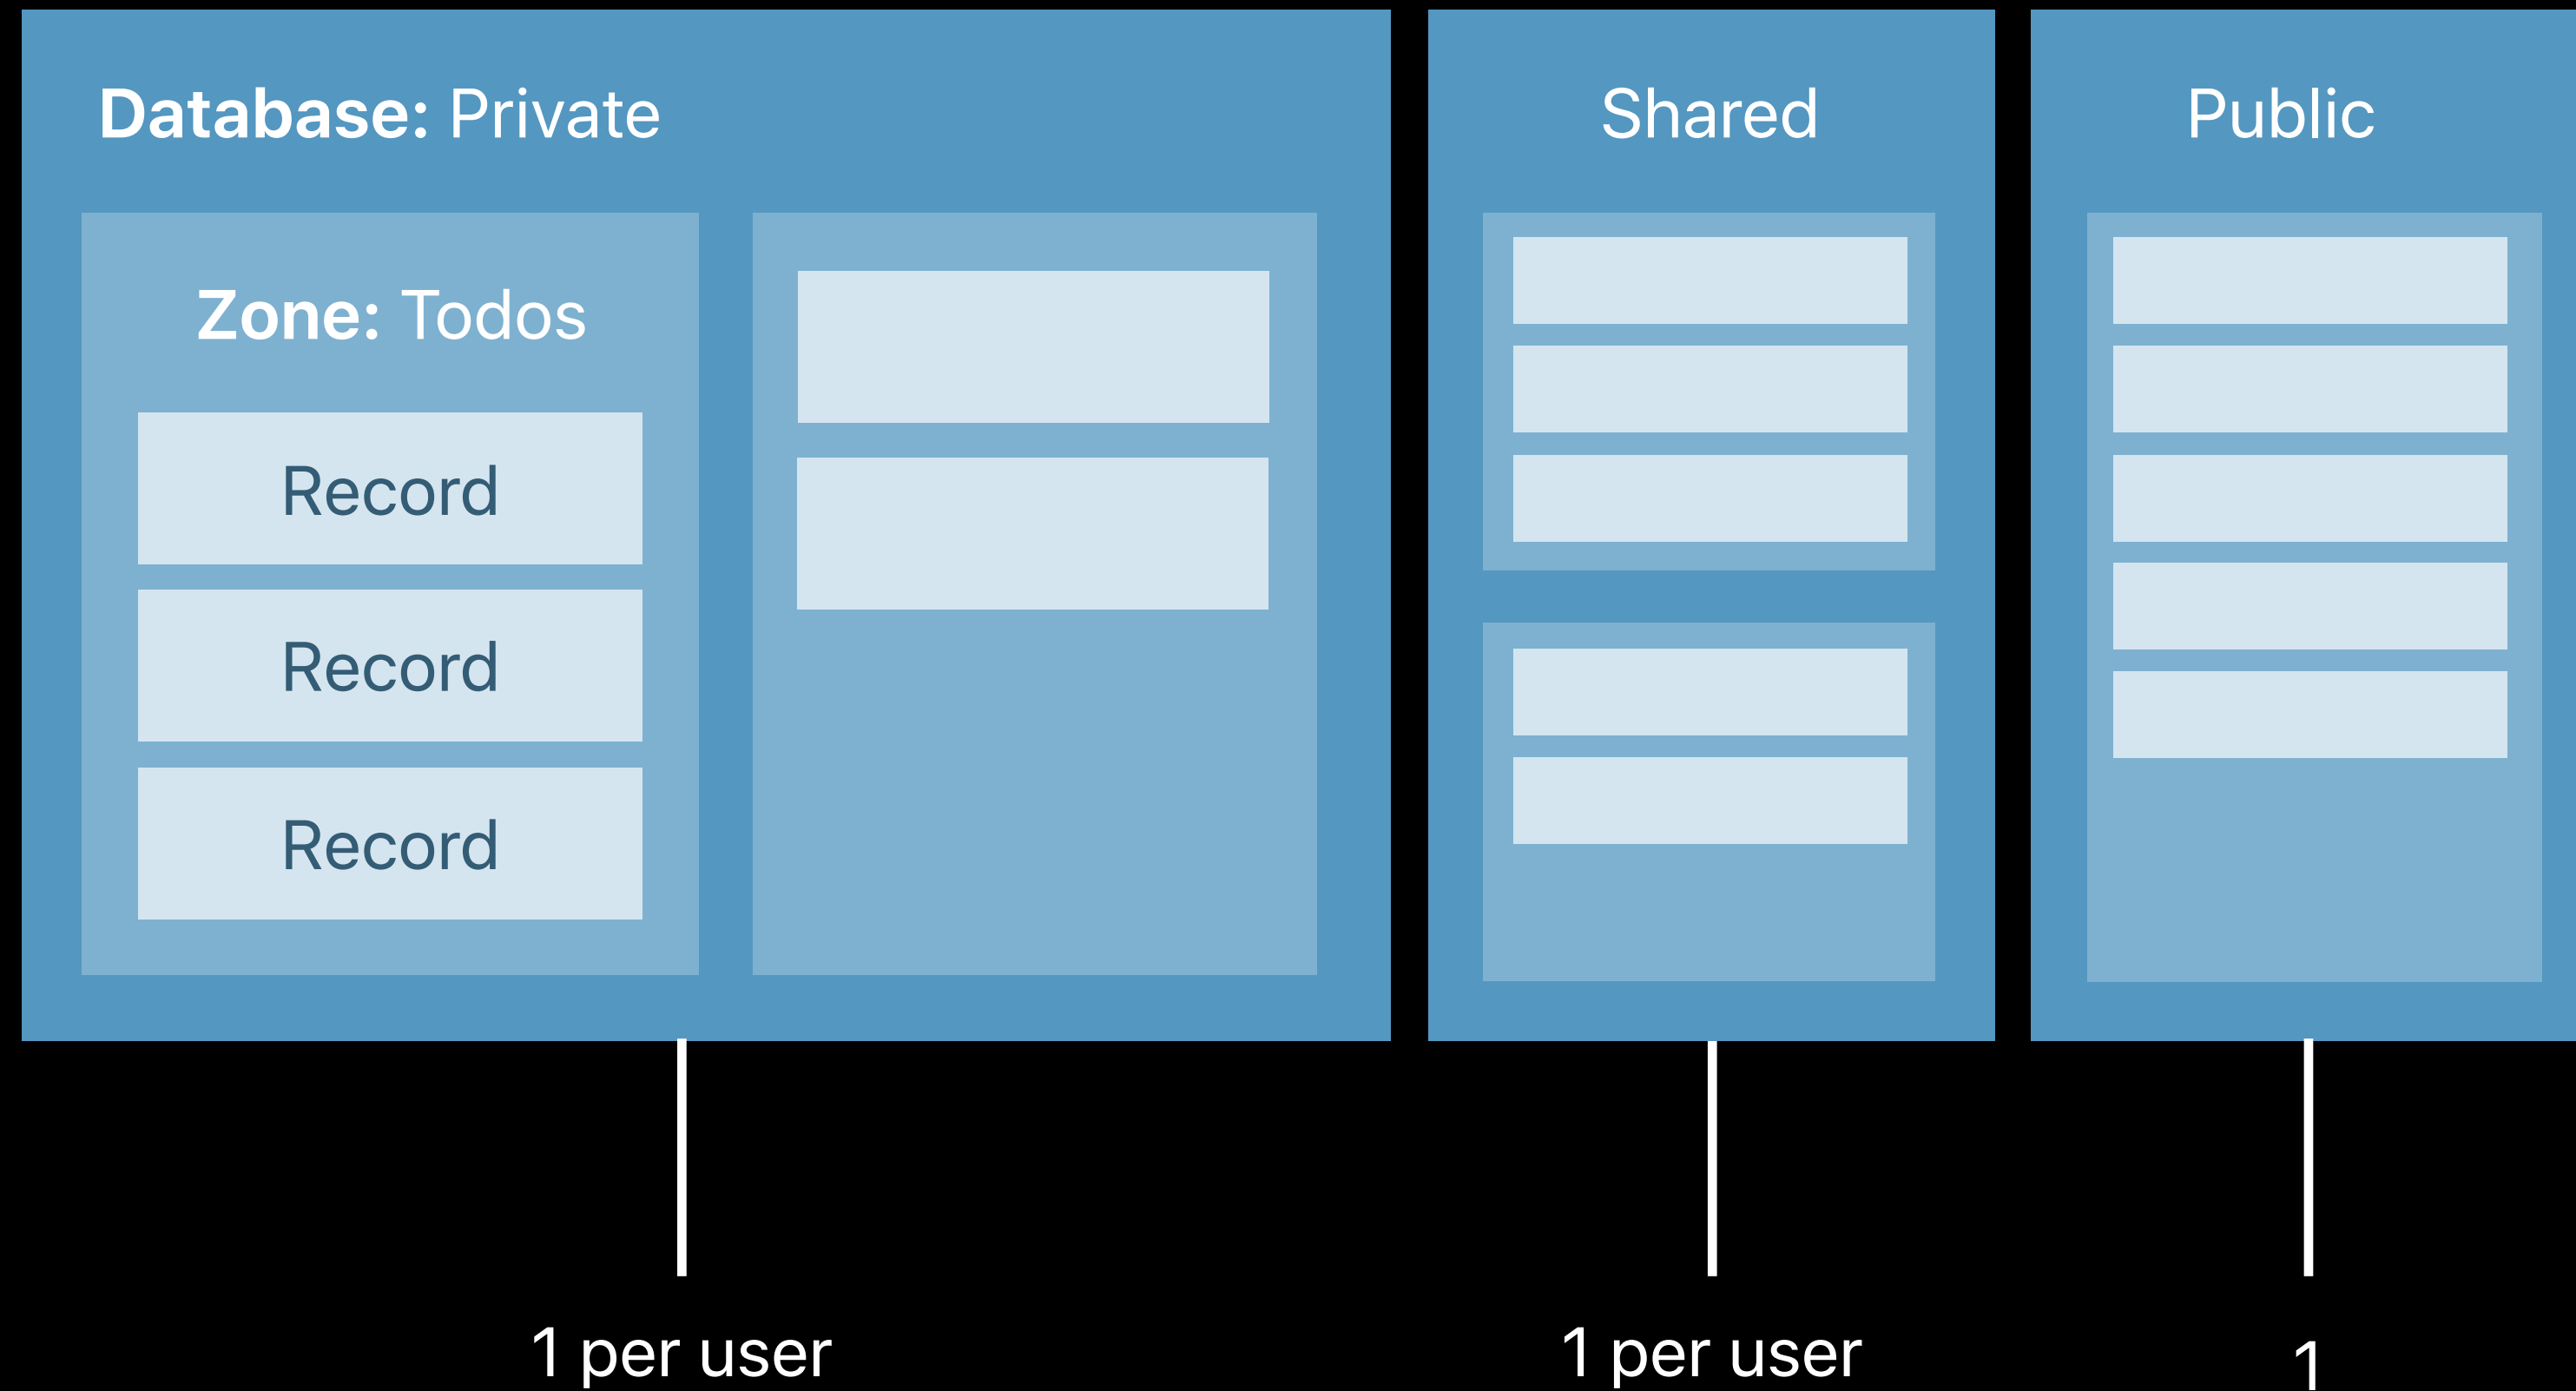 Database: Private
Zone: Todos
Record
Record
Record
Shared
Public
1 per user
1 per user
1